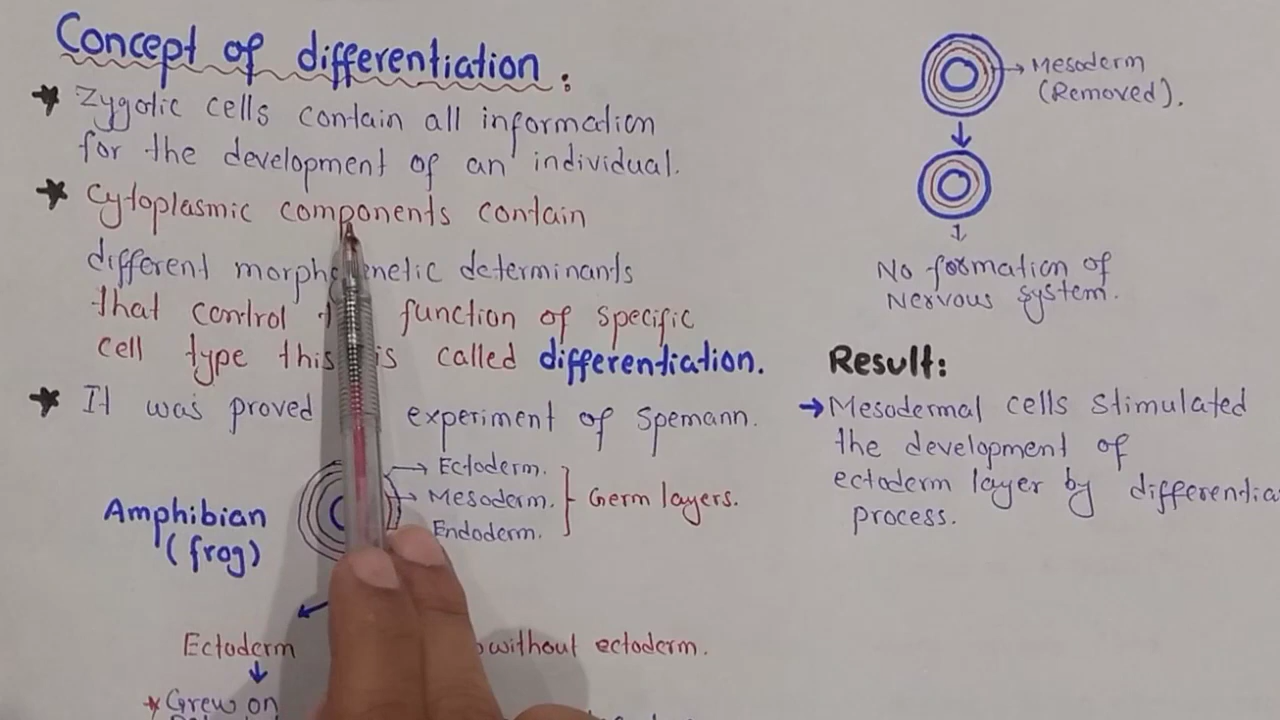 Concept of differentiation :
Zygotic cells contain all information
for the development of an individual.
Cytoplasmic components contain
different morph enetic determinants
that control function of specific
cell type this is called differentiation.
It was proved experiment of Spemann.
Ectoderm.
Mesoderm.
Endoderm.
Germ layers.
Amphibian
(frog)
Ectoderm
without ectoderm.
Grew on
Mesoderm
(Removed).
No formation of
Nervous system.
Result:
Mesodermal cells stimulated
the development of
ectoderm layer by differentia
process.